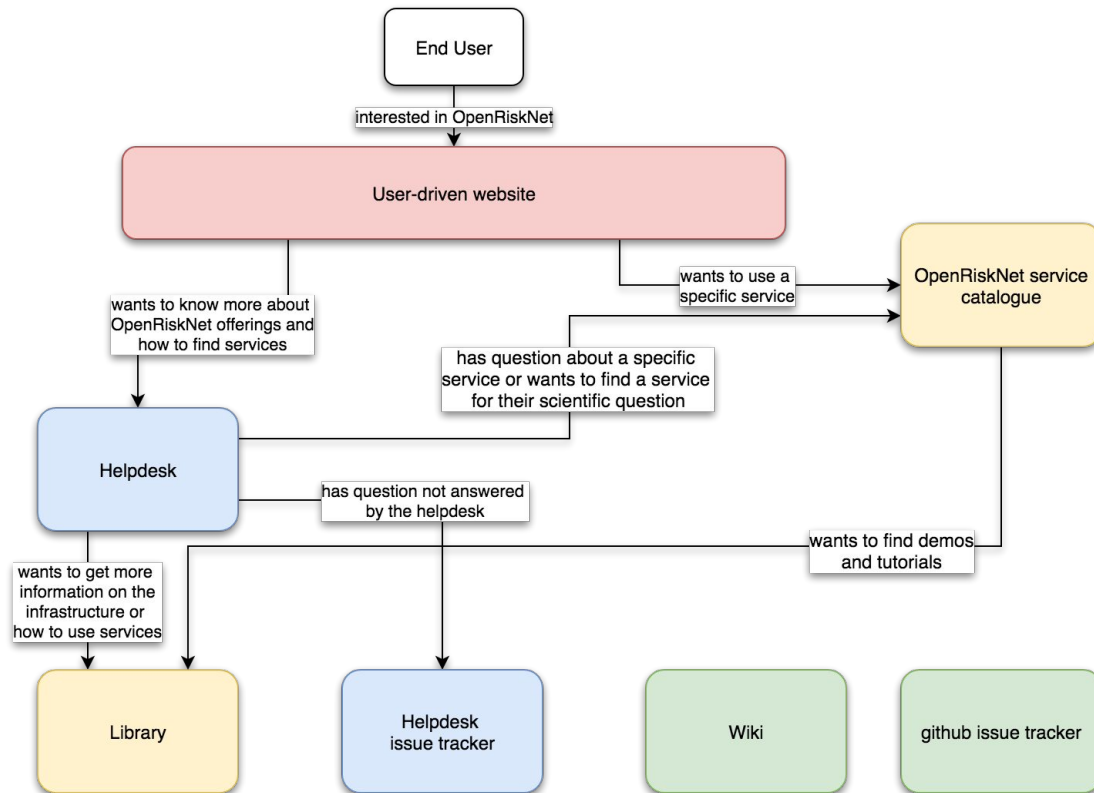 End User
interested in OpenRiskNet
User-driven website
wants to use a
specific service
OpenRiskNet service
catalogue
wants to know more about
OpenRiskNet offerings and
how to find services
has question about a specific
service or wants to find a service
for their scientific question
Helpdesk
has question not answered
by the helpdesk
wants to find demos
and tutorials
wants to get more
information on the
infrastructure or
how to use services
Library
Helpdesk
issue tracker
Wiki
github issue tracker